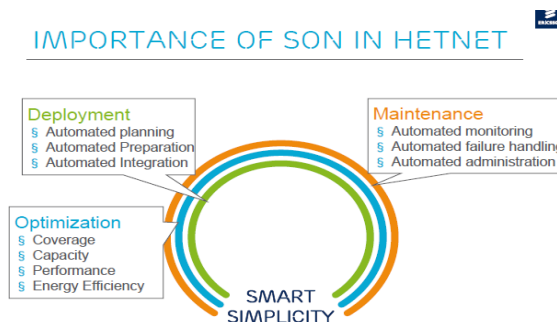 IMPORTANCE OF SON IN HETNET
Deployment
§ Automated planning
§ Automated Preparation
§ Automated Integration
Maintenance
§ Automated monitoring
§ Automated failure handling
§ Automated administration
Optimization
§ Coverage
§ Capacity
§ Performance
§ Energy Efficiency
SMART
SIMPLICITY